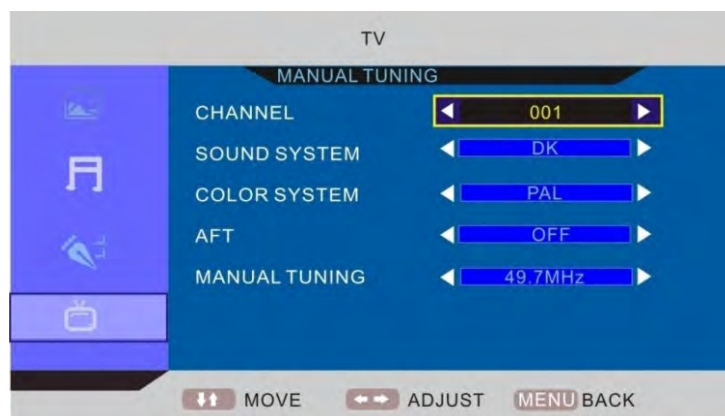 TV
MANUAL TUNING
CHANNEL 001
SOUND SYSTEM DK
COLOR SYSTEM PAL
AFT OFF
MANUAL TUNING 49.7MHz
MOVE ADJUST MENU BACK